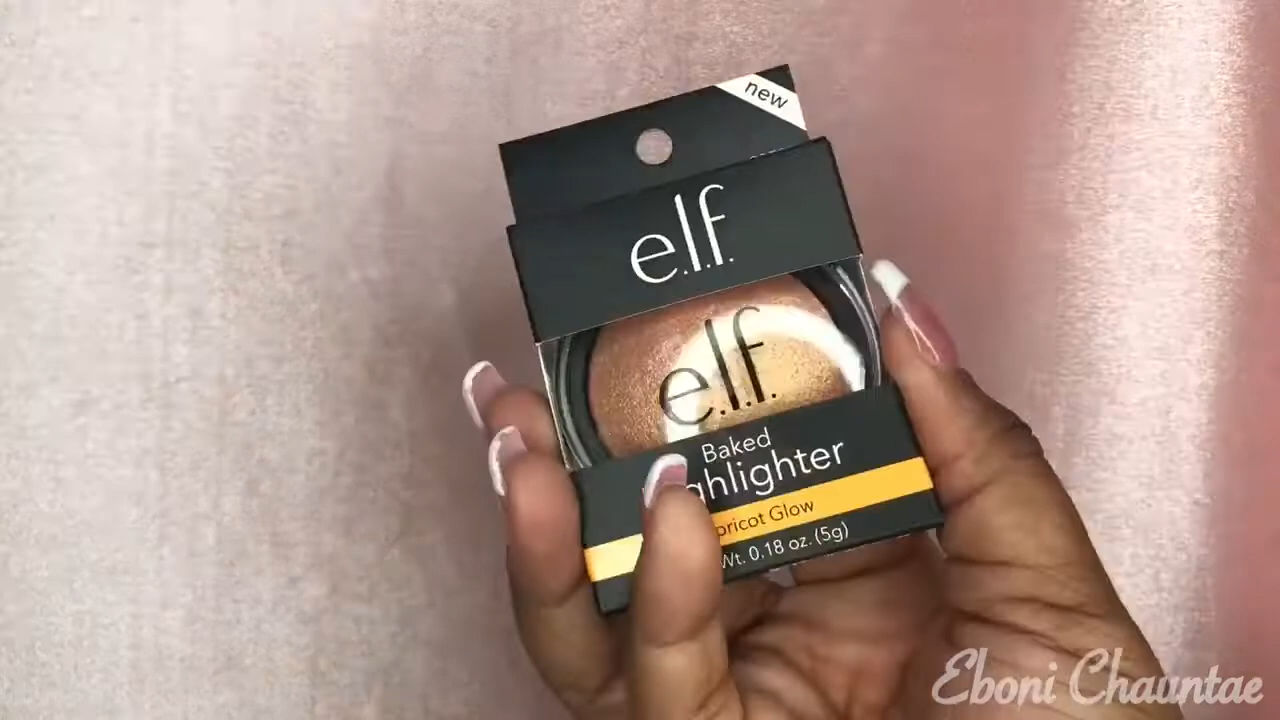 new
e.l.f.
e.l.f.
Baked
ghlighter
pricot Glow
Wt. 0.18 oz. (5g)
Eboni Chauntae